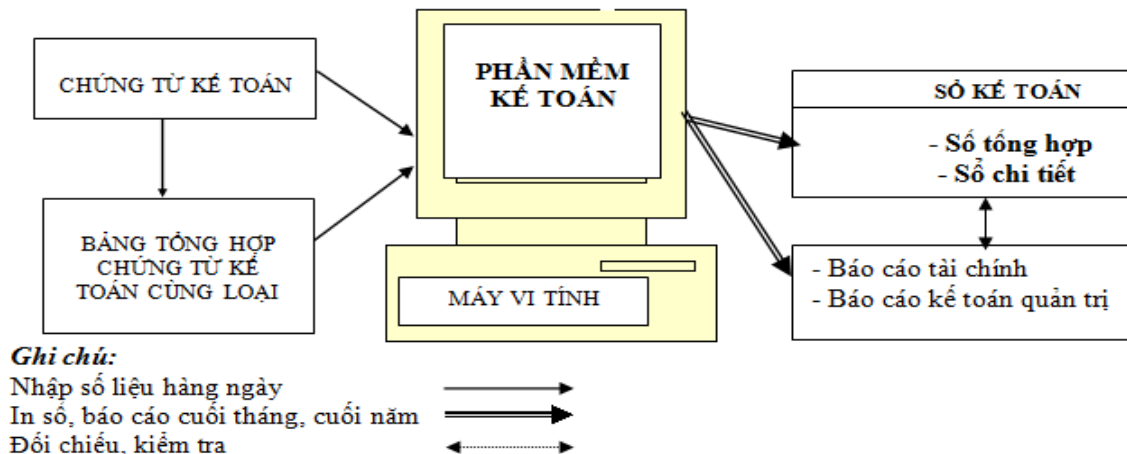 CHỨNG TỪ KẾ TOÁN
BẢNG TỔNG HỢP
CHỨNG TỪ KẾ
TOÁN CÙNG LOẠI
PHẦN MỀM
KẾ TOÁN
MÁY VI TÍNH
SỔ KẾ TOÁN
- Sổ tổng hợp
- Sổ chi tiết
- Báo cáo tài chính
- Báo cáo kế toán quản trị
Ghi chú:
Nhập số liệu hàng ngày
In sổ, báo cáo cuối tháng, cuối năm
Đối chiếu, kiểm tra